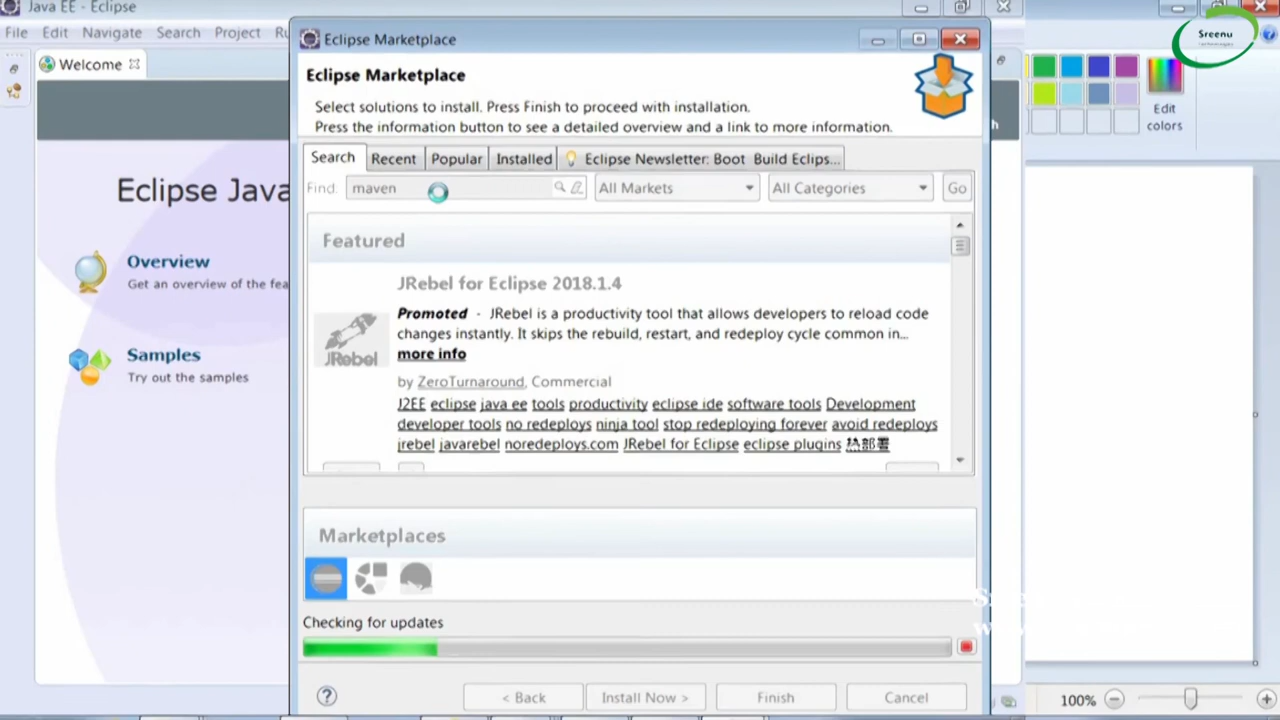 Java EE - Eclipse
File Edit Navigate Search Project
Welcome
Eclipse Java
Overview
Get an overview of the
Samples
Try out the samples
Eclipse Marketplace
Eclipse Marketplace
Select solutions to install. Press Finish to proceed with installation.
Press the information button to see a detailed overview and a link to more information.
Search Recent Popular Installed Eclipse Newsletter: Boot Build Eclips...
Find: maven All Markets All Categories Go
Featured
JRebel for Eclipse 2018.1.4
Promoted - JRebel is a productivity tool that allows developers to reload code
changes instantly. It skips the rebuild, restart, and redeploy cycle common in...
more info
JRebel
by ZeroTurnaround, Commercial
J2EE eclipse java ee tools productivity eclipse ide software tools Development
developer tools no redeploys ninja tool stop redeploying forever avoid redeploys
jrebel javarebel noredeploys.com JRebel for Eclipse eclipse plugins 热部署
Marketplaces
Checking for updates
< Back Install Now > Finish Cancel
Sreenu
Edit
colors
100%